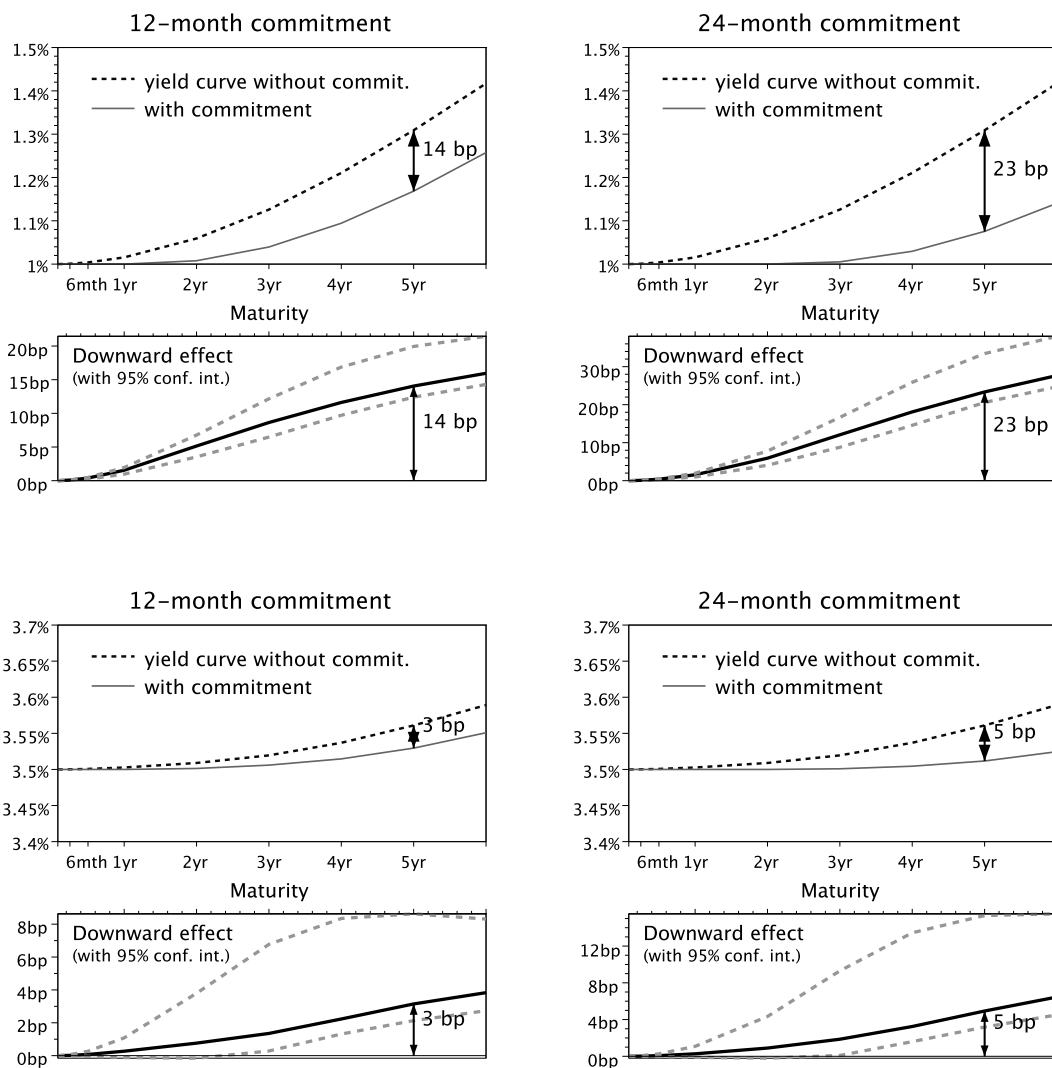 12-month commitment
1.5%
1.4%
1.3%
1.2%
1.1%
1%
yield curve without commit.
with commitment
14 bp
6mth 1yr 2yr 3yr 4yr 5yr
Maturity
20bp
15bp
10bp
5bp
0bp
Downward effect
(with 95% conf. int.)
14 bp
24-month commitment
1.5%
1.4%
1.3%
1.2%
1.1%
1%
yield curve without commit.
with commitment
23 bp
6mth 1yr 2yr 3yr 4yr 5yr
Maturity
30bp
20bp
10bp
0bp
Downward effect
(with 95% conf. int.)
23 bp
12-month commitment
3.7%
3.65%
3.6%
3.55%
3.5%
3.45%
3.4%
yield curve without commit.
with commitment
3 bp
6mth 1yr 2yr 3yr 4yr 5yr
Maturity
8bp
6bp
4bp
2bp
0bp
Downward effect
(with 95% conf. int.)
3 bp
24-month commitment
3.7%
3.65%
3.6%
3.55%
3.5%
3.45%
3.4%
yield curve without commit.
with commitment
5 bp
6mth 1yr 2yr 3yr 4yr 5yr
Maturity
12bp
8bp
4bp
0bp
Downward effect
(with 95% conf. int.)
5 bp